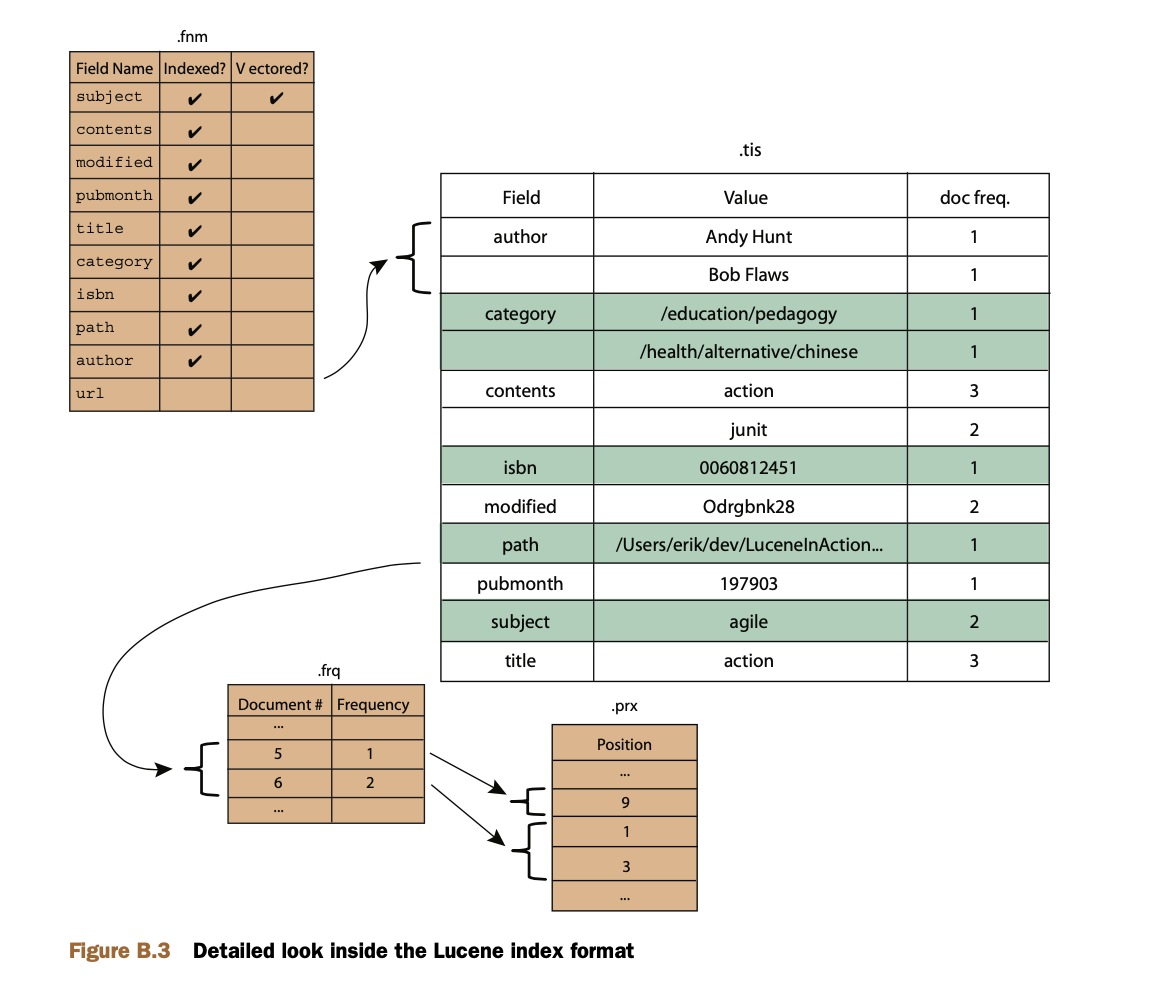 .fnm
Field Name Indexed? V ectored?
subject ✔ ✔
contents ✔
modified ✔
pubmonth ✔
title ✔
category ✔
isbn ✔
path ✔
author ✔
url
.tis
Field Value doc freq.
author Andy Hunt 1
Bob Flaws 1
category /education/pedagogy 1
/health/alternative/chinese 1
contents action 3
junit 2
isbn 0060812451 1
modified Odrgbnk28 2
path /Users/erik/dev/LuceneInAction... 1
pubmonth 197903 1
subject agile 2
title action 3
.frq
Document # Frequency
...
5 1
6 2
...
.prx
Position
...
9
1
3
...
Figure B.3 Detailed look inside the Lucene index format